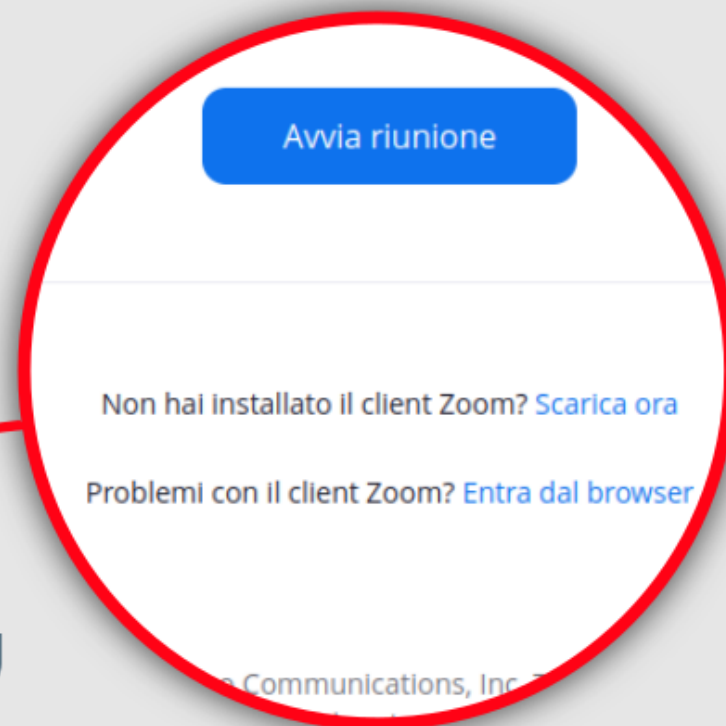 Avvia riunione
Non hai installato il client Zoom? Scarica ora
Problemi con il client Zoom? Entra dal browser
Communications, Inc.